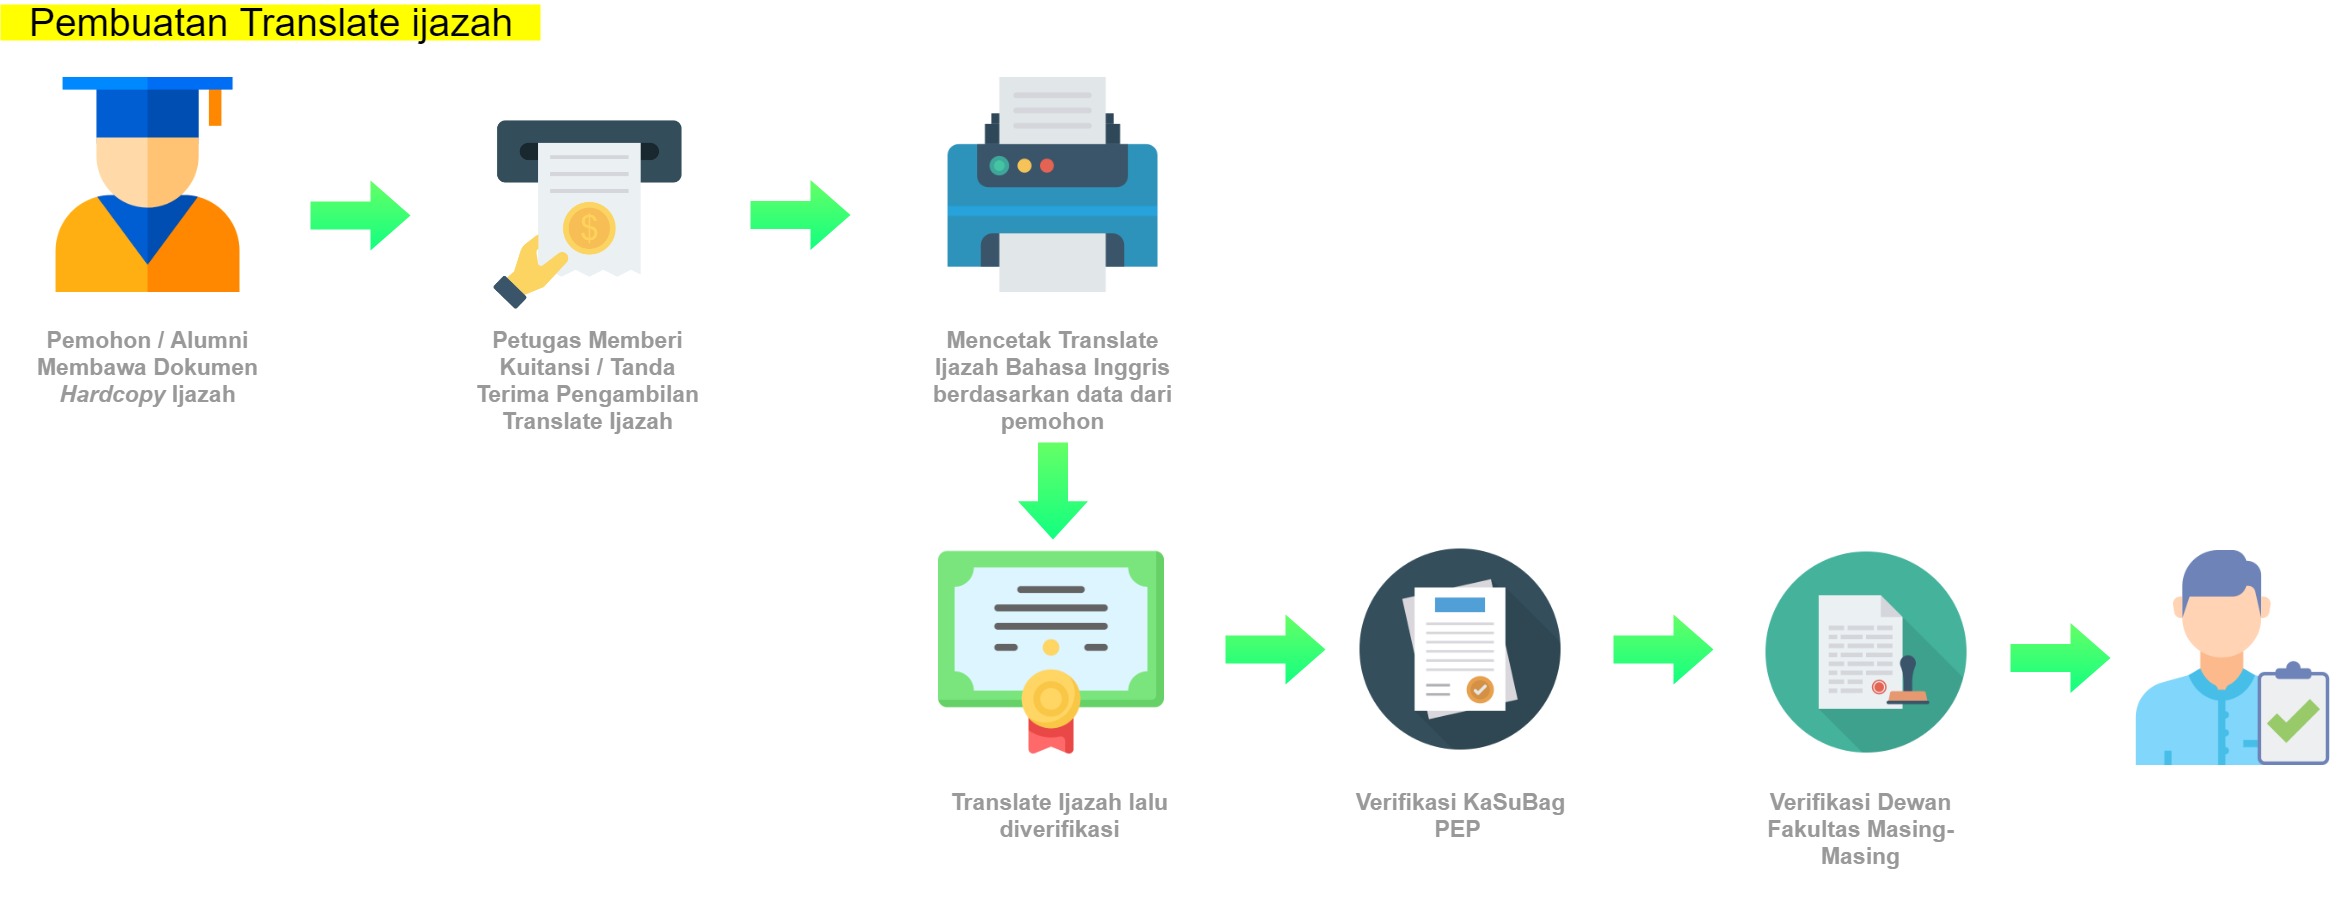 Pembuatan Translate ijazah
Pemohon / Alumni
Membawa Dokumen
Hardcopy Ijazah
Petugas Memberi
Kuitansi / Tanda
Terima Pengambilan
Translate Ijazah
Mencetak Translate
Ijazah Bahasa Inggris
berdasarkan data dari
pemohon
Translate Ijazah lalu
diverifikasi
Verifikasi KaSuBag
PEP
Verifikasi Dewan
Fakultas Masing-
Masing